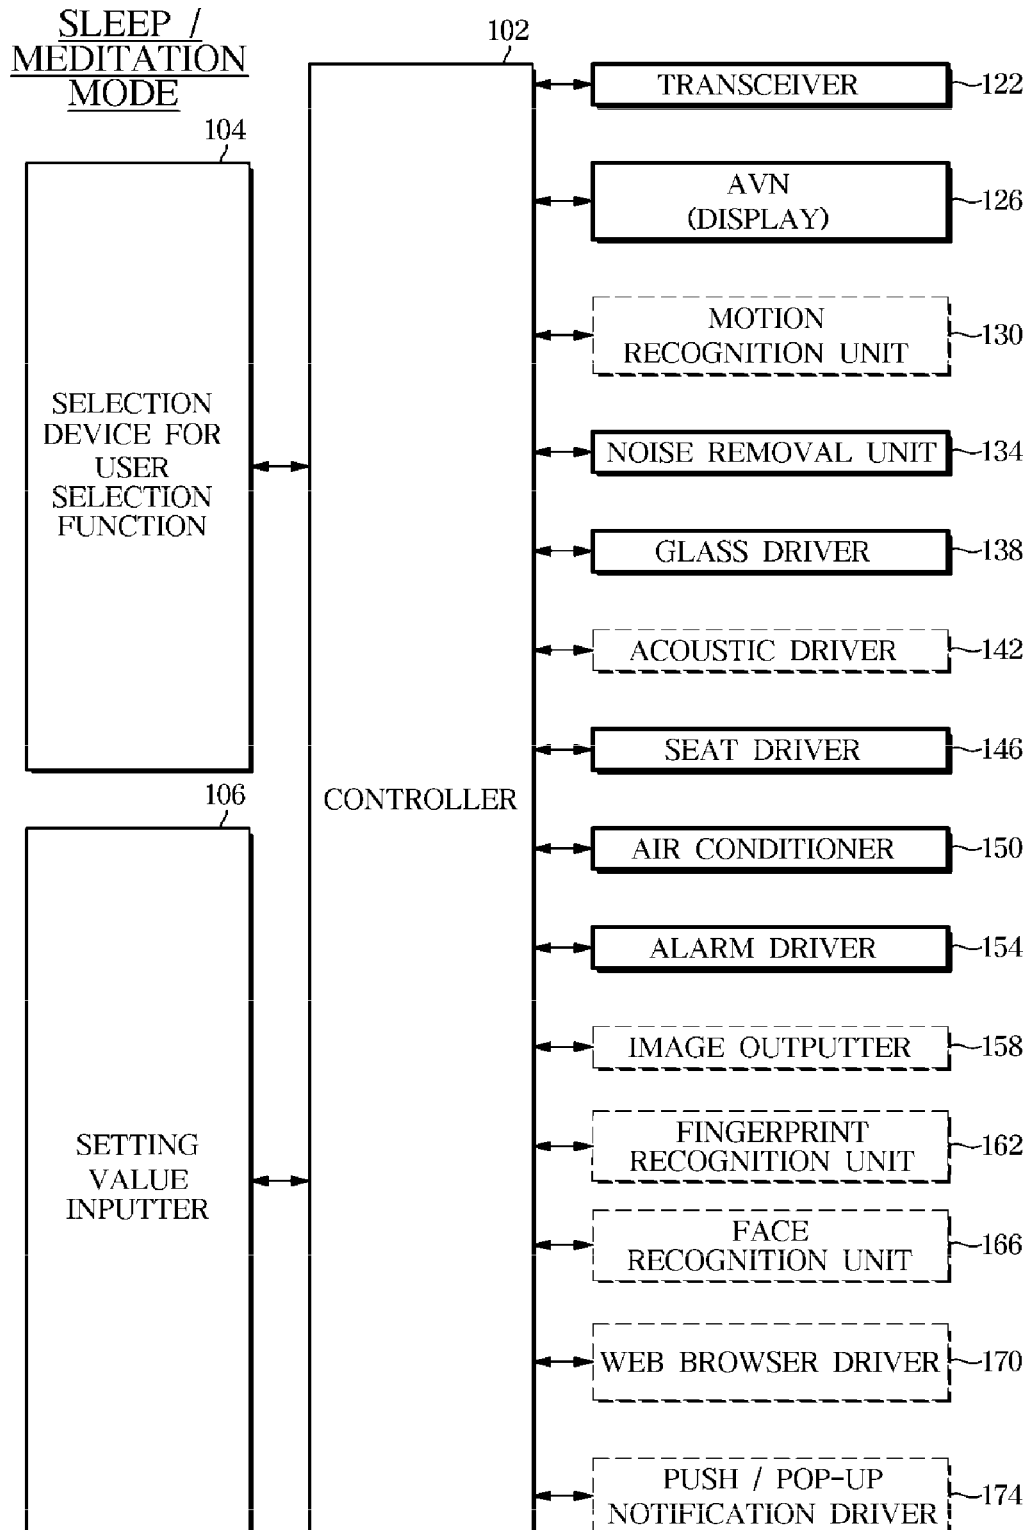 SLEEP /
MEDITATION
MODE
102
104
SELECTION
DEVICE FOR
USER
SELECTION
FUNCTION
106
SETTING
VALUE
INPUTTER
CONTROLLER
TRANSCEIVER
122
AVN
(DISPLAY)
126
MOTION
RECOGNITION UNIT
130
NOISE REMOVAL UNIT
134
GLASS DRIVER
138
ACOUSTIC DRIVER
142
SEAT DRIVER
146
AIR CONDITIONER
150
ALARM DRIVER
154
IMAGE OUTPUTTER
158
FINGERPRINT
RECOGNITION UNIT
162
FACE
RECOGNITION UNIT
166
WEB BROWSER DRIVER
170
PUSH / POP-UP
NOTIFICATION DRIVER
174